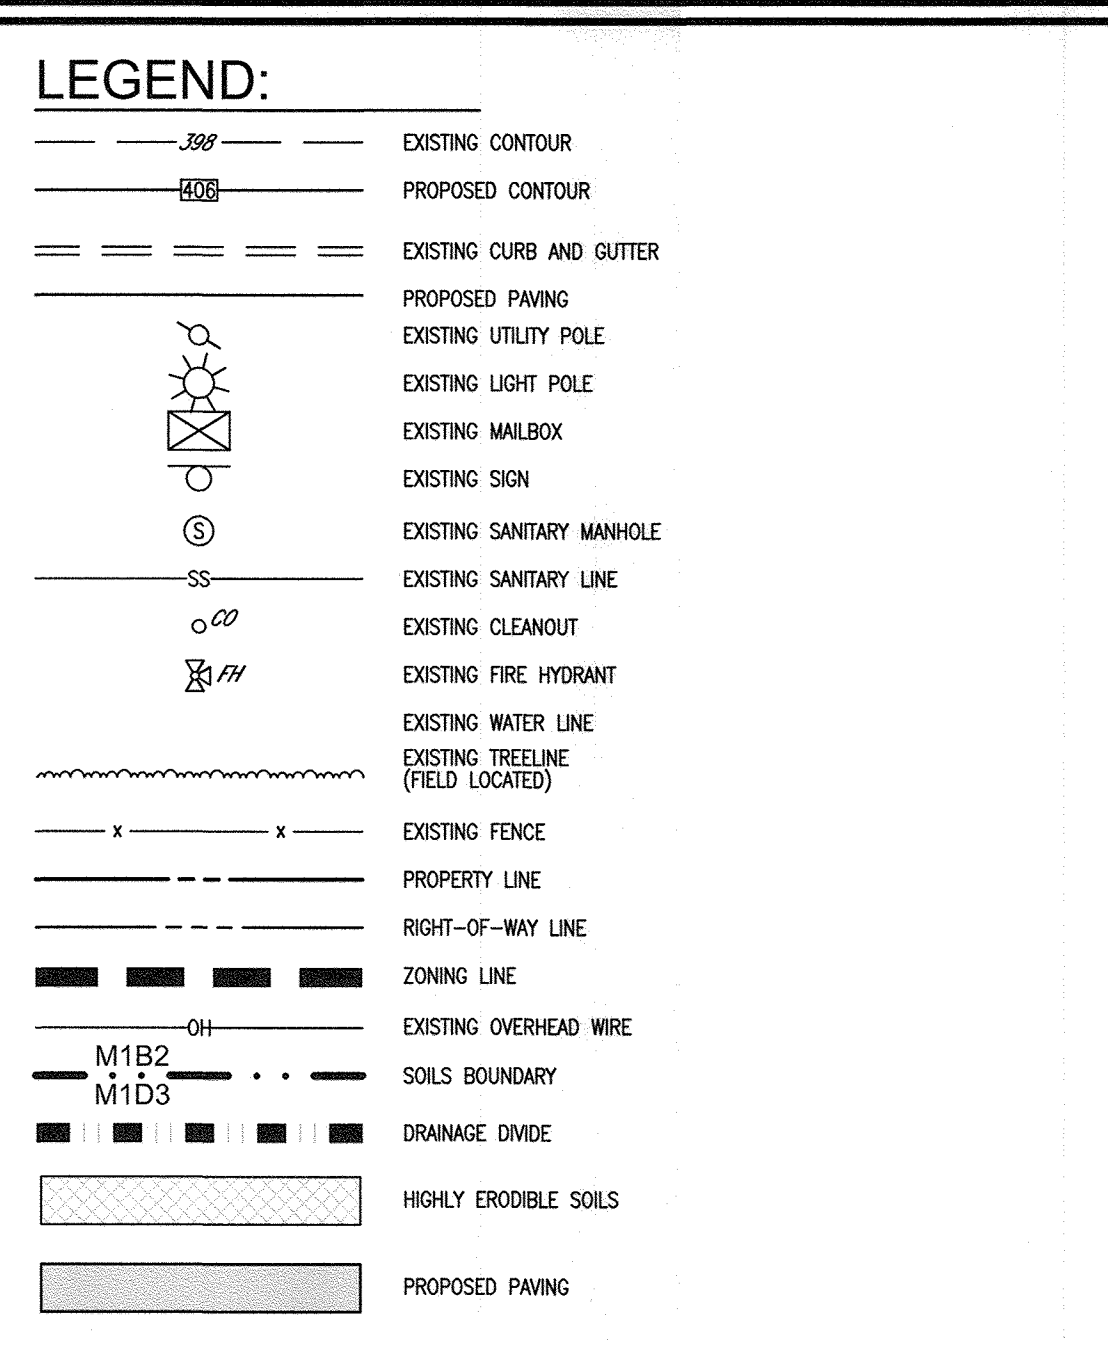 LEGEND:
398 EXISTING CONTOUR
406 PROPOSED CONTOUR
EXISTING CURB AND GUTTER
PROPOSED PAVING
EXISTING UTILITY POLE
EXISTING LIGHT POLE
EXISTING MAILBOX
EXISTING SIGN
S EXISTING SANITARY MANHOLE
SS EXISTING SANITARY LINE
CO EXISTING CLEANOUT
FH EXISTING FIRE HYDRANT
EXISTING WATER LINE
EXISTING TREELINE
(FIELD LOCATED)
x x EXISTING FENCE
PROPERTY LINE
RIGHT-OF-WAY LINE
ZONING LINE
OH EXISTING OVERHEAD WIRE
M1B2
SOILS BOUNDARY
M1D3
DRAINAGE DIVIDE
HIGHLY ERODIBLE SOILS
PROPOSED PAVING